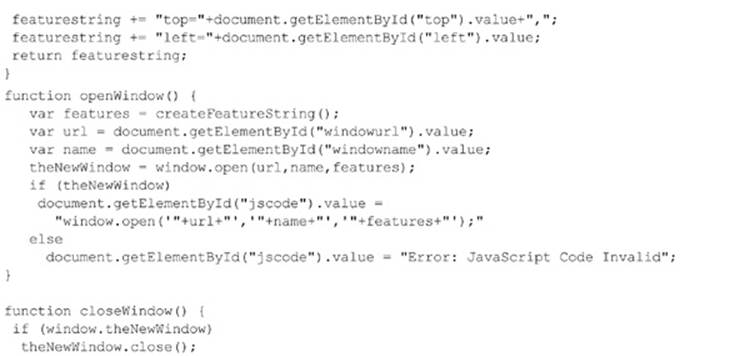 featurestring += "top="+document.getElementById("top").value+",";
featurestring += "left="+document.getElementById("left").value;
return featurestring;
}
function openWindow() {
var features = createFeatureString();
var url = document.getElementById("windowurl").value;
var name = document.getElementById("windowname").value;
theNewWindow = window.open(url,name,features);
if (theNewWindow)
document.getElementById("jscode").value =
"window.open('"+url+"','"+name+"','"+features+"');"
else
document.getElementById("jscode").value = "Error: JavaScript Code Invalid";
}
function closeWindow() {
if (window.theNewWindow)
theNewWindow.close();